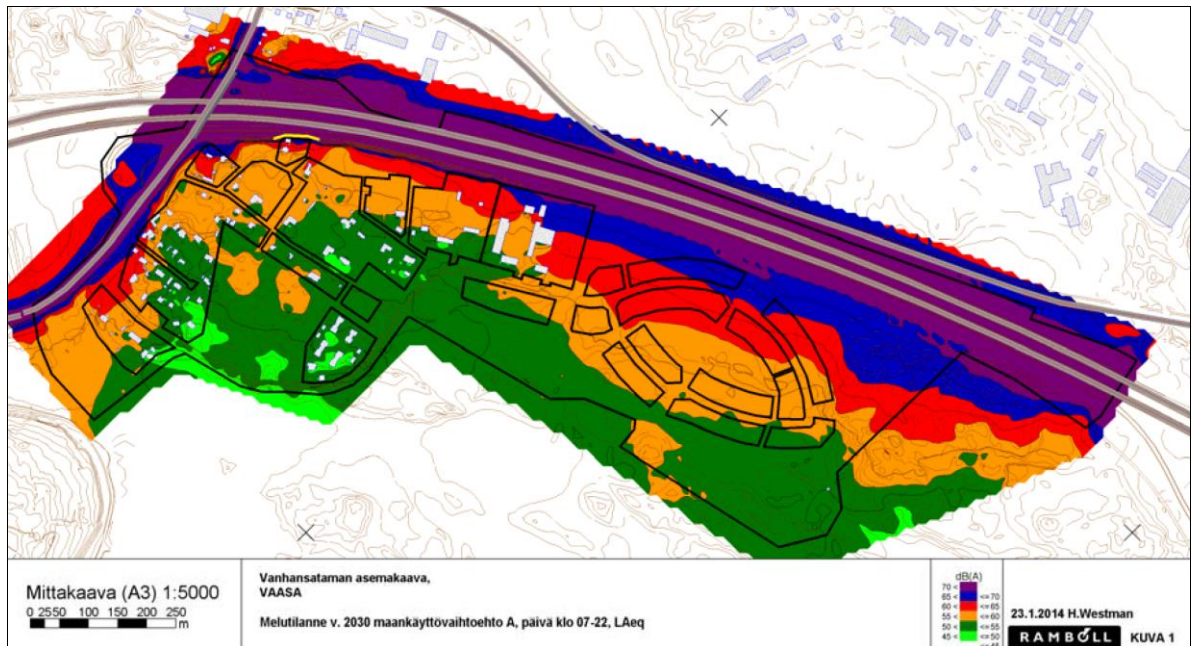 Mittakaava (A3) 1:5000
0 2550 100 150 200 250
m
Vanhansataman asemakaava,
VAASA
Melutilanne v. 2030 maankäyttövaihtoehto A, päivä klo 07-22, LAeq
dB(A)
70 <
65 < <=70
60 < <=65
55 < <=60
50 < <=55
45 < <=50
<=45
23.1.2014 H.Westman
RAMBOLL KUVA 1